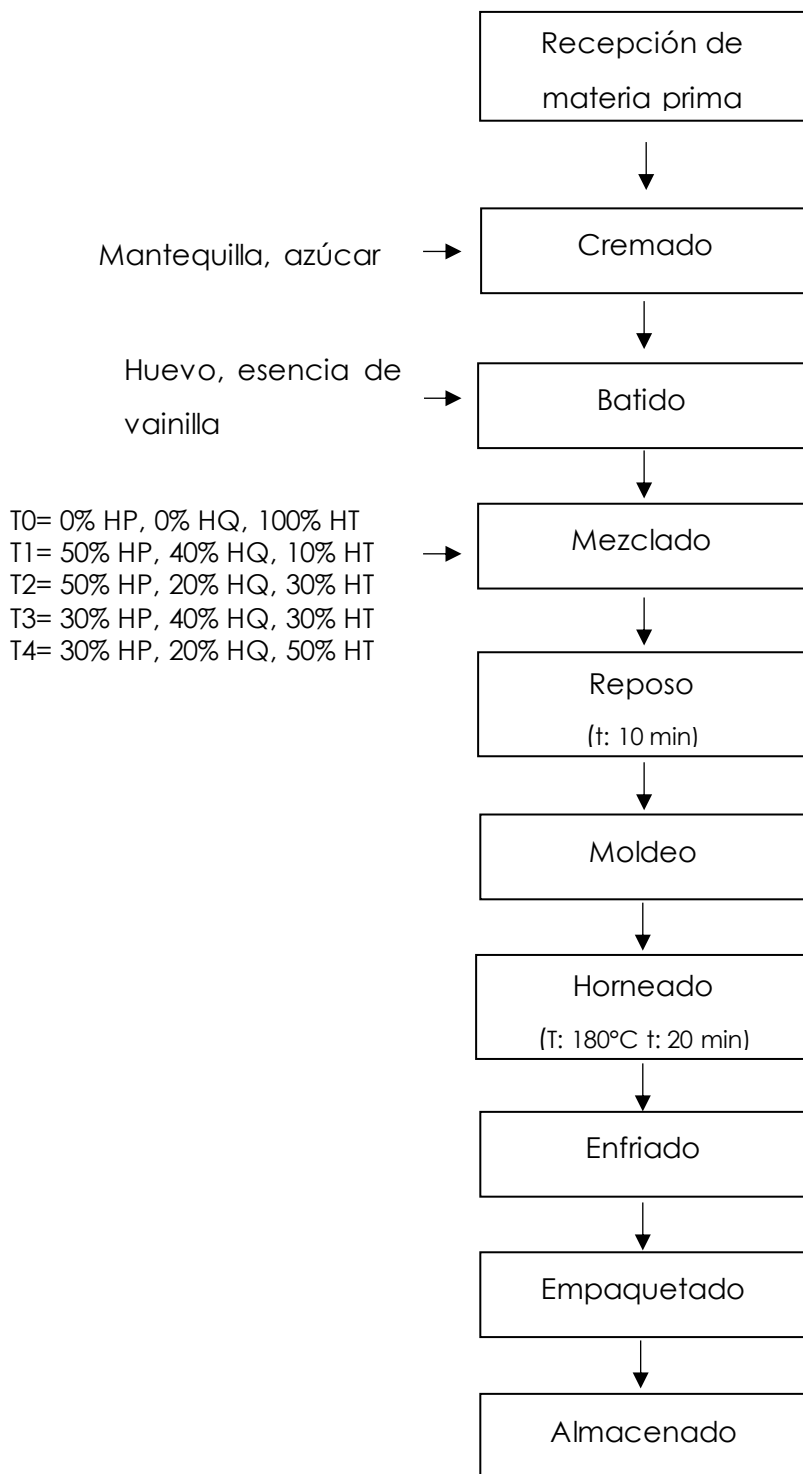 Recepción de
materia prima
Mantequilla, azúcar
Cremado
Huevo, esencia de
vainilla
Batido
T0= 0% HP, 0% HQ, 100% HT
T1= 50% HP, 40% HQ, 10% HT
T2= 50% HP, 20% HQ, 30% HT
T3= 30% HP, 40% HQ, 30% HT
T4= 30% HP, 20% HQ, 50% HT
Mezclado
Reposo
(t: 10 min)
Moldeo
Horneado
(T: 180°C t: 20 min)
Enfriado
Empaquetado
Almacenado